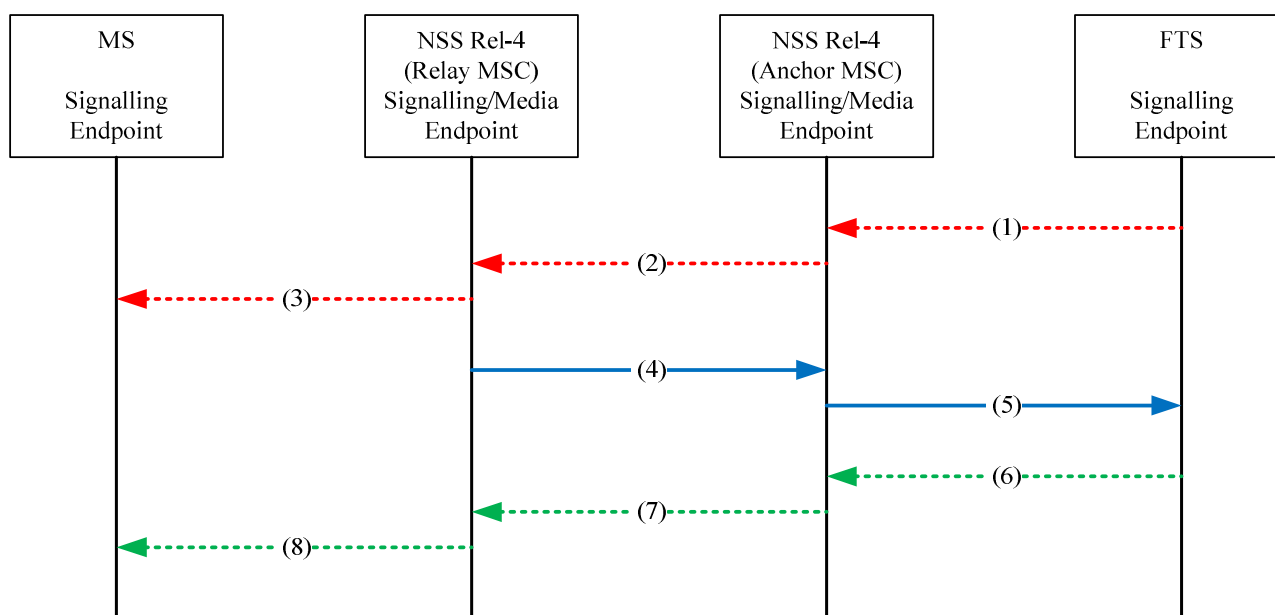 MS
Signalling
Endpoint
NSS Rel-4
(Relay MSC)
Signalling/Media
Endpoint
NSS Rel-4
(Anchor MSC)
Signalling/Media
Endpoint
FTS
Signalling
Endpoint
(1)
(2)
(3)
(4)
(5)
(6)
(7)
(8)